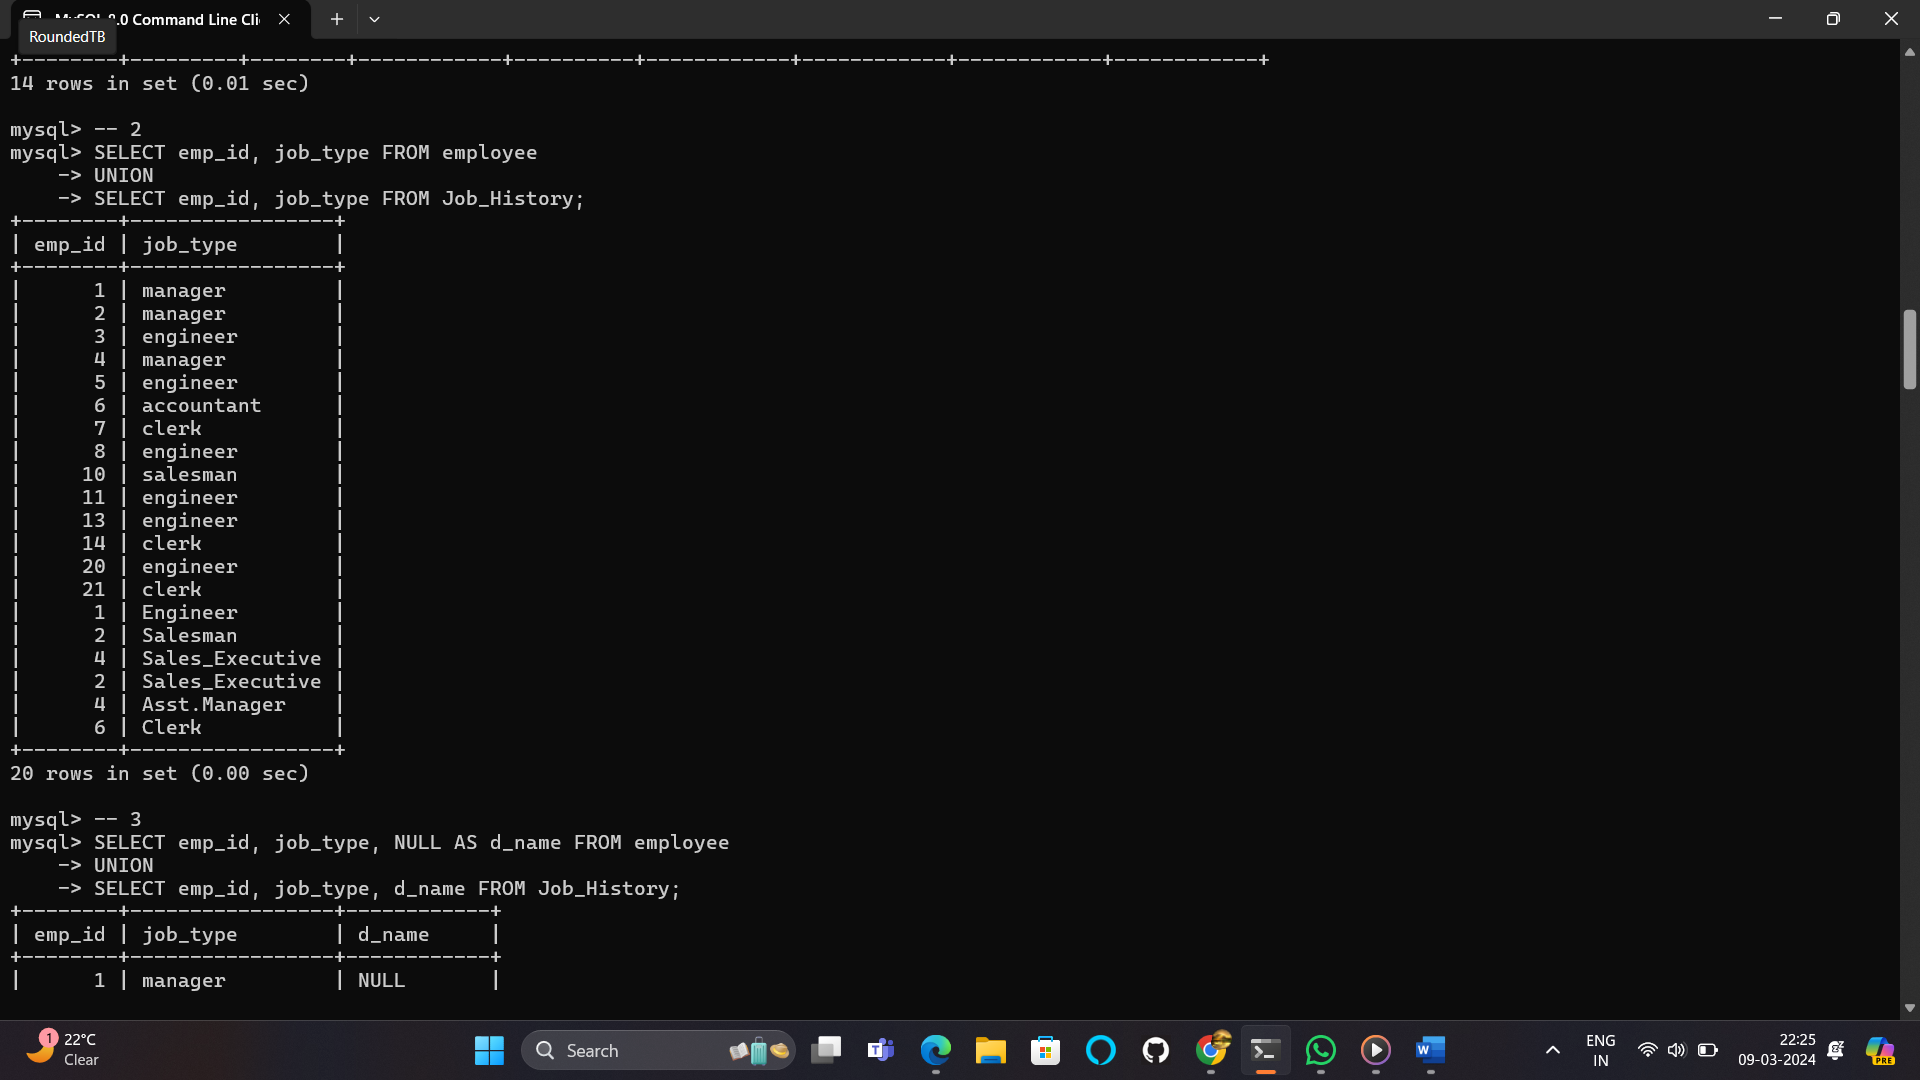 MySQL 8.0 Command Line Cli
RoundedTB
+--------+---------+--------+------------+----------+------------+------------+------------+------------+
14 rows in set (0.01 sec)
mysql> -- 2
mysql> SELECT emp_id, job_type FROM employee
    -> UNION
    -> SELECT emp_id, job_type FROM Job_History;
+--------+-----------------+
| emp_id | job_type        |
+--------+-----------------+
|      1 | manager         |
|      2 | manager         |
|      3 | engineer        |
|      4 | manager         |
|      5 | engineer        |
|      6 | accountant      |
|      7 | clerk           |
|      8 | engineer        |
|     10 | salesman        |
|     11 | engineer        |
|     13 | engineer        |
|     14 | clerk           |
|     20 | engineer        |
|     21 | clerk           |
|      1 | Engineer        |
|      2 | Salesman        |
|      4 | Sales_Executive |
|      2 | Sales_Executive |
|      4 | Asst.Manager    |
|      6 | Clerk           |
+--------+-----------------+
20 rows in set (0.00 sec)
mysql> -- 3
mysql> SELECT emp_id, job_type, NULL AS d_name FROM employee
    -> UNION
    -> SELECT emp_id, job_type, d_name FROM Job_History;
+--------+-----------------+------------+
| emp_id | job_type        | d_name     |
+--------+-----------------+------------+
|      1 | manager         | NULL       |
1
22°C
Clear
Search
ENG
IN
22:25
09-03-2024
PRE